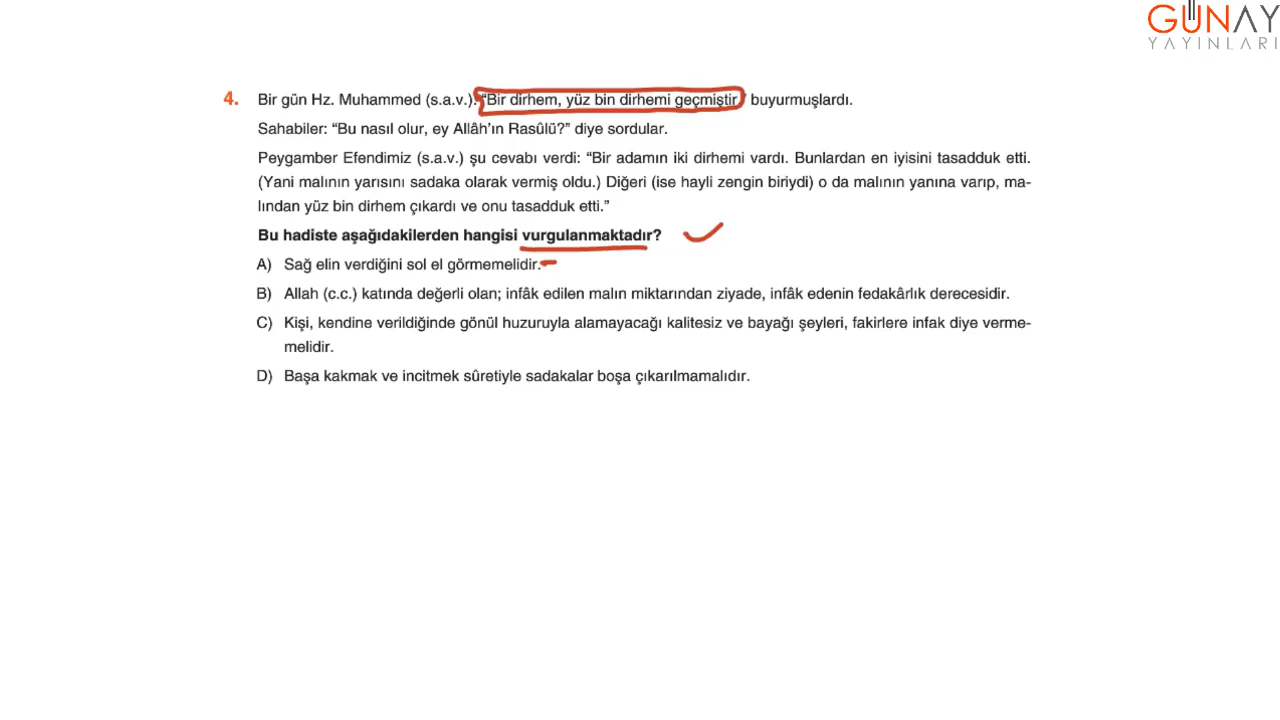 GÜNAY
YAYINLARI
4. Bir gün Hz. Muhammed (s.a.v.): “Bir dirhem, yüz bin dirhemi geçmiştir.” buyurmuşlardı.
Sahabiler: “Bu nasıl olur, ey Allâh’ın Rasûlü?” diye sordular.
Peygamber Efendimiz (s.a.v.) şu cevabı verdi: “Bir adamın iki dirhemi vardı. Bunlardan en iyisini tasadduk etti.
(Yani malının yarısını sadaka olarak vermiş oldu.) Diğeri (ise hayli zengin biriydi) o da malının yanına varıp, ma-
lından yüz bin dirhem çıkardı ve onu tasadduk etti.”
Bu hadiste aşağıdakilerden hangisi vurgulanmaktadır?
A) Sağ elin verdiğini sol el görmemelidir.
B) Allah (c.c.) katında değerli olan; infâk edilen malın miktarından ziyade, infâk edenin fedakârlık derecesidir.
C) Kişi, kendine verildiğinde gönül huzuruyla alamayacağı kalitesiz ve bayağı şeyleri, fakirlere infak diye verme-
melidir.
D) Başa kakmak ve incitmek sûretiyle sadakalar boşa çıkarılmamalıdır.